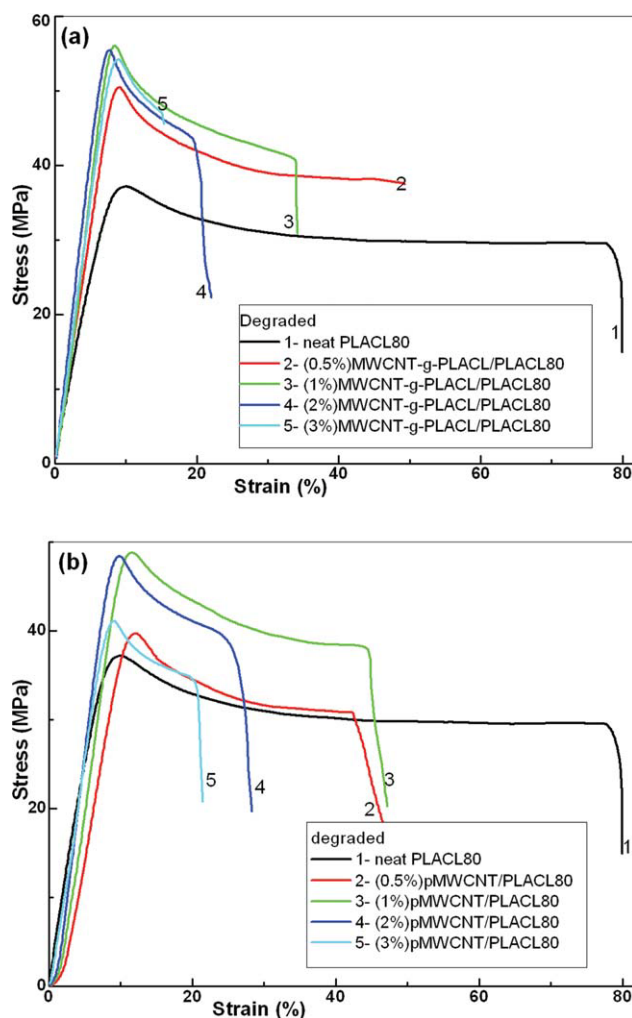 (a)
60
40
20
0
Stress (MPa)
5
2
3
4
1
Degraded
1- neat PLACL80
2- (0.5%)MWCNT-g-PLACL/PLACL80
3- (1%)MWCNT-g-PLACL/PLACL80
4- (2%)MWCNT-g-PLACL/PLACL80
5- (3%)MWCNT-g-PLACL/PLACL80
0 20 40 60 80
Strain (%)
(b)
40
20
0
Stress (MPa)
5
4
3
2
1
degraded
1- neat PLACL80
2- (0.5%)pMWCNT/PLACL80
3- (1%)pMWCNT/PLACL80
4- (2%)pMWCNT/PLACL80
5- (3%)pMWCNT/PLACL80
0 20 40 60 80
Strain (%)